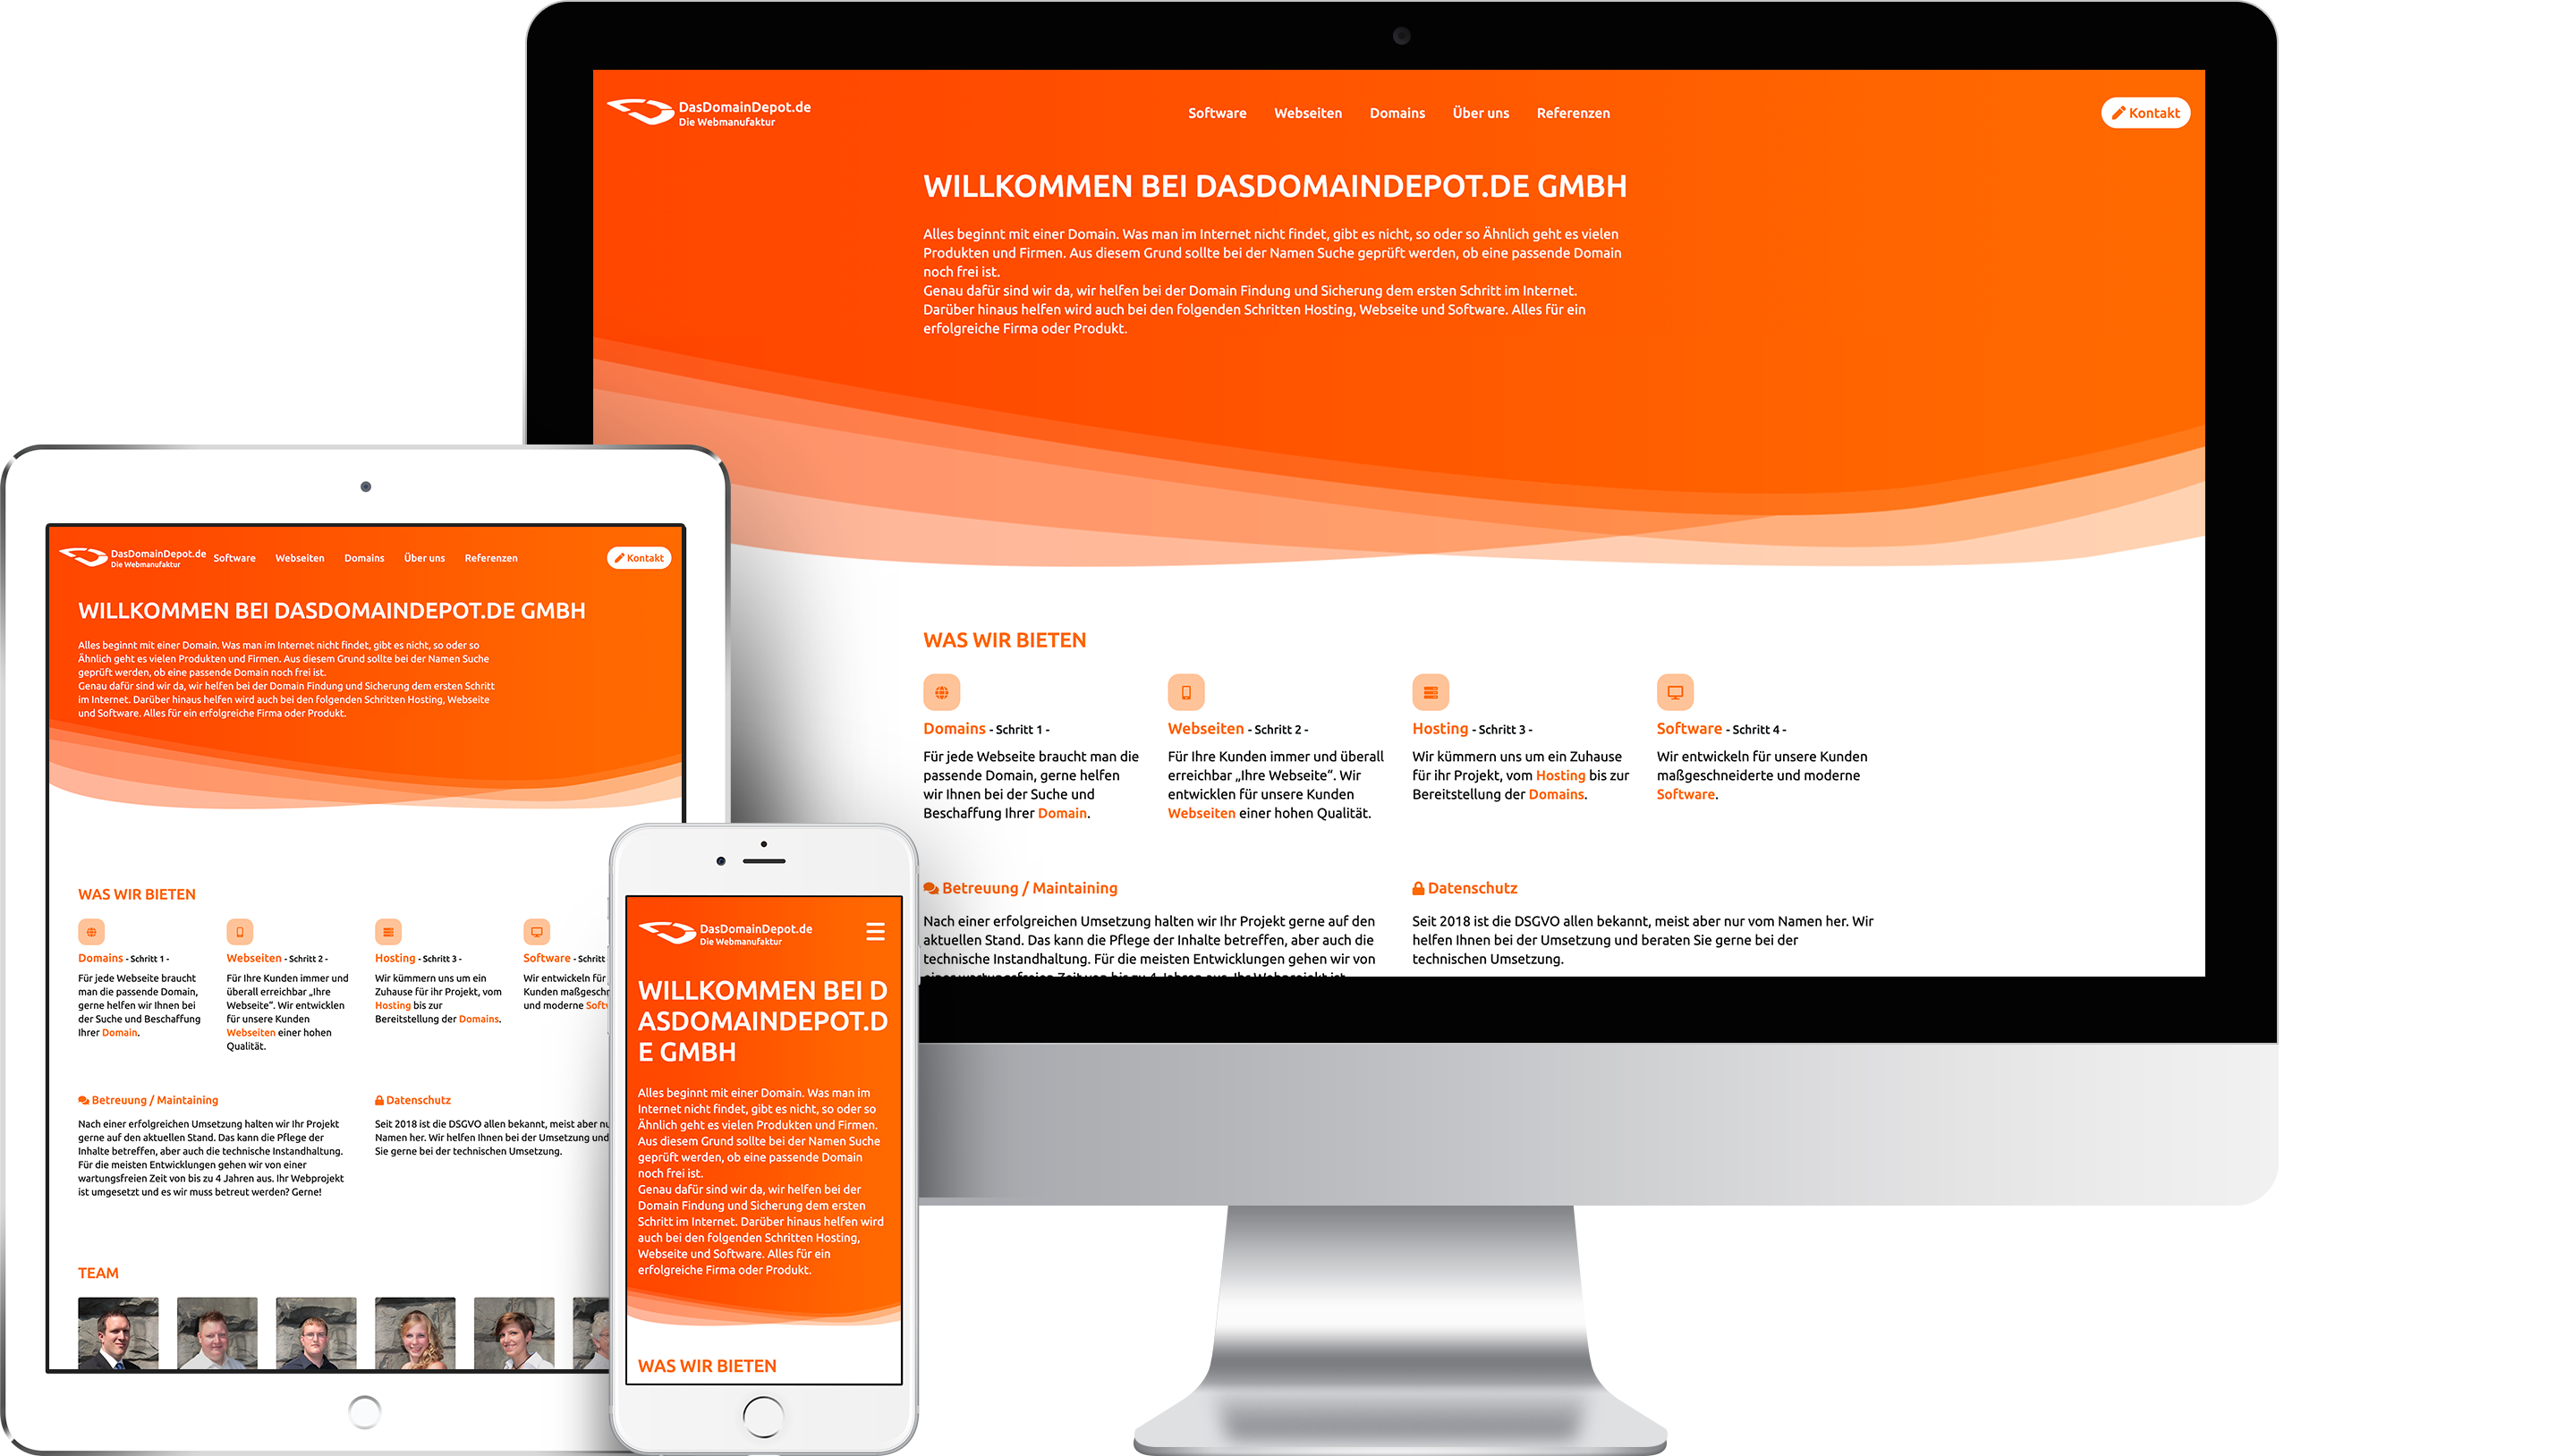 DasDomainDepot.de
Die Webmanufaktur
Software Webseiten Domains Über uns Referenzen
Kontakt
WILLKOMMEN BEI DASDOMAINDEPOT.DE GMBH
Alles beginnt mit einer Domain. Was man im Internet nicht findet, gibt es nicht, so oder so Ähnlich geht es vielen
Produkten und Firmen. Aus diesem Grund sollte bei der Namen Suche geprüft werden, ob eine passende Domain
noch frei ist.
Genau dafür sind wir da, wir helfen bei der Domain Findung und Sicherung dem ersten Schritt im Internet.
Darüber hinaus helfen wird auch bei den folgenden Schritten Hosting, Webseite und Software. Alles für ein
erfolgreiche Firma oder Produkt.
WAS WIR BIETEN
Domains - Schritt 1 -
Für jede Webseite braucht man die
passende Domain, gerne helfen
wir Ihnen bei der Suche und
Beschaffung Ihrer Domain.
Webseiten - Schritt 2 -
Für Ihre Kunden immer und überall
erreichbar „Ihre Webseite“. Wir
entwicklen für unsere Kunden
Webseiten einer hohen Qualität.
Hosting - Schritt 3 -
Wir kümmern uns um ein Zuhause
für ihr Projekt, vom Hosting bis zur
Bereitstellung der Domains.
Software - Schritt 4 -
Wir entwickeln für unsere Kunden
maßgeschneiderte und moderne
Software.
Betreuung / Maintaining
Nach einer erfolgreichen Umsetzung halten wir Ihr Projekt gerne auf den
aktuellen Stand. Das kann die Pflege der Inhalte betreffen, aber auch die
technische Instandhaltung. Für die meisten Entwicklungen gehen wir von
einer wartungsfreien Zeit von bis zu 4 Jahren aus. Ihr Webprojekt ist
Datenschutz
Seit 2018 ist die DSGVO allen bekannt, meist aber nur vom Namen her. Wir
helfen Ihnen bei der Umsetzung und beraten Sie gerne bei der
technischen Umsetzung.
DasDomainDepot.de
Die Webmanufaktur
Software Webseiten Domains Über uns Referenzen
Kontakt
WILLKOMMEN BEI DASDOMAINDEPOT.DE GMBH
Alles beginnt mit einer Domain. Was man im Internet nicht findet, gibt es nicht, so oder so
Ähnlich geht es vielen Produkten und Firmen. Aus diesem Grund sollte bei der Namen Suche
geprüft werden, ob eine passende Domain noch frei ist.
Genau dafür sind wir da, wir helfen bei der Domain Findung und Sicherung dem ersten Schritt
im Internet. Darüber hinaus helfen wird auch bei den folgenden Schritten Hosting, Webseite
und Software. Alles für ein erfolgreiche Firma oder Produkt.
WAS WIR BIETEN
Domains - Schritt 1 -
Für jede Webseite braucht
man die passende Domain,
gerne helfen wir Ihnen bei
der Suche und Beschaffung
Ihrer Domain.
Webseiten - Schritt 2 -
Für Ihre Kunden immer und
überall erreichbar „Ihre
Webseite“. Wir entwicklen
für unsere Kunden
Webseiten einer hohen
Qualität.
Hosting - Schritt 3 -
Wir kümmern uns um ein
Zuhause für ihr Projekt, vom
Hosting bis zur
Bereitstellung der Domains.
Software - Schritt
Wir entwickeln für
Kunden maßgeschn
und moderne Softw
Betreuung / Maintaining
Nach einer erfolgreichen Umsetzung halten wir Ihr Projekt
gerne auf den aktuellen Stand. Das kann die Pflege der
Inhalte betreffen, aber auch die technische Instandhaltung.
Für die meisten Entwicklungen gehen wir von einer
wartungsfreien Zeit von bis zu 4 Jahren aus. Ihr Webprojekt
ist umgesetzt und es wir muss betreut werden? Gerne!
Datenschutz
Seit 2018 ist die DSGVO allen bekannt, meist aber nu
Namen her. Wir helfen Ihnen bei der Umsetzung und
Sie gerne bei der technischen Umsetzung.
TEAM
DasDomainDepot.de
Die Webmanufaktur
WILLKOMMEN BEI D
ASDOMAINDEPOT.D
E GMBH
Alles beginnt mit einer Domain. Was man im
Internet nicht findet, gibt es nicht, so oder so
Ähnlich geht es vielen Produkten und Firmen.
Aus diesem Grund sollte bei der Namen Suche
geprüft werden, ob eine passende Domain
noch frei ist.
Genau dafür sind wir da, wir helfen bei der
Domain Findung und Sicherung dem ersten
Schritt im Internet. Darüber hinaus helfen wird
auch bei den folgenden Schritten Hosting,
Webseite und Software. Alles für ein
erfolgreiche Firma oder Produkt.
WAS WIR BIETEN